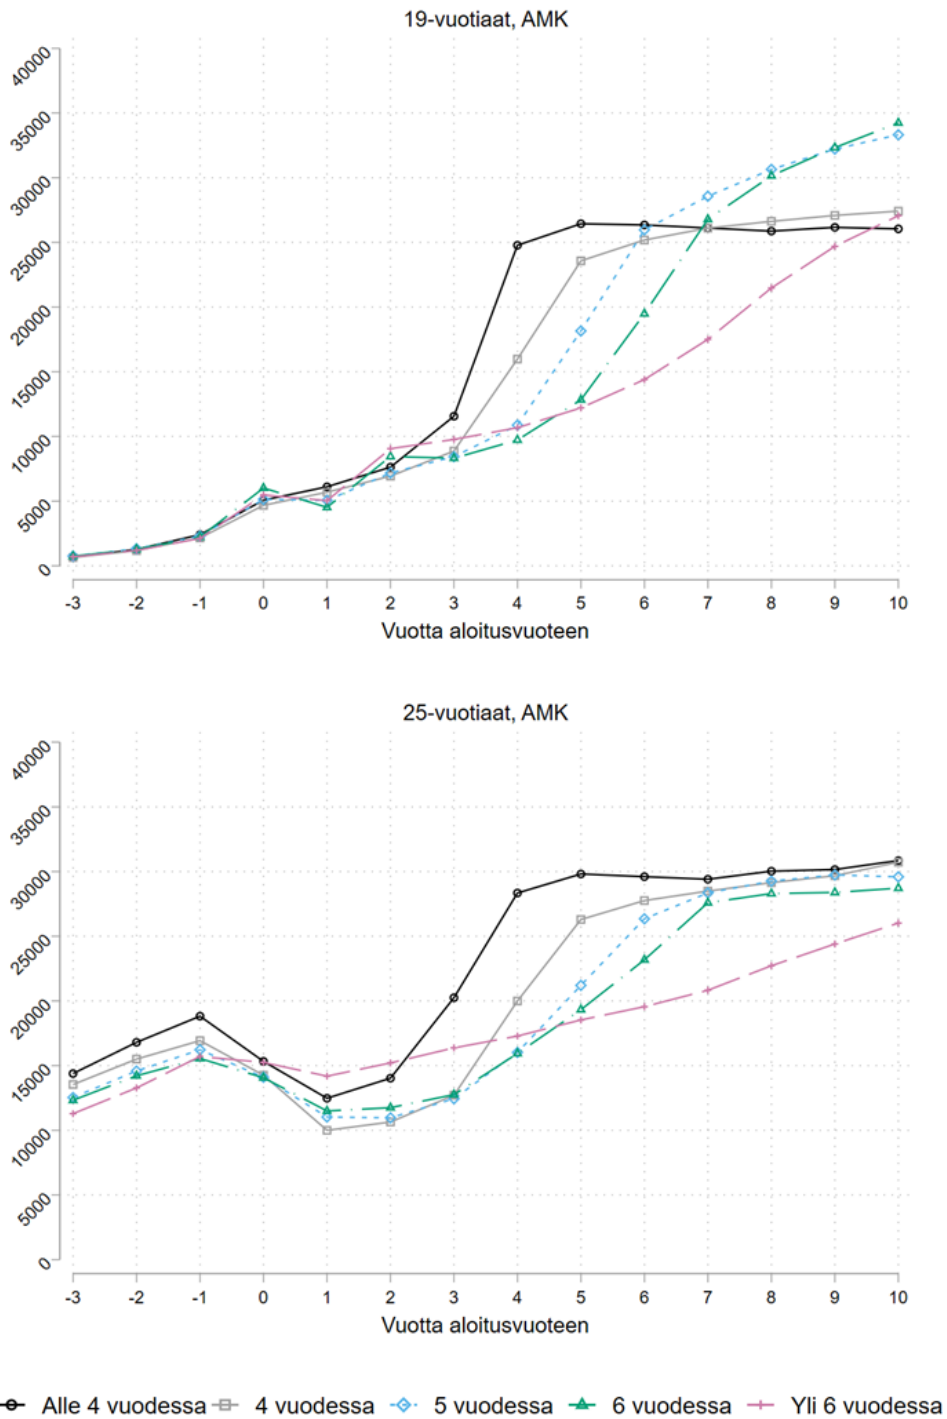 19-vuotiaat, AMK
40000
35000
30000
25000
20000
15000
10000
5000
0
-3 -2 -1 0 1 2 3 4 5 6 7 8 9 10
Vuotta aloitusvuoteen
25-vuotiaat, AMK
40000
35000
30000
25000
20000
15000
10000
5000
0
-3 -2 -1 0 1 2 3 4 5 6 7 8 9 10
Vuotta aloitusvuoteen
Alle 4 vuodessa 4 vuodessa 5 vuodessa 6 vuodessa Yli 6 vuodessa